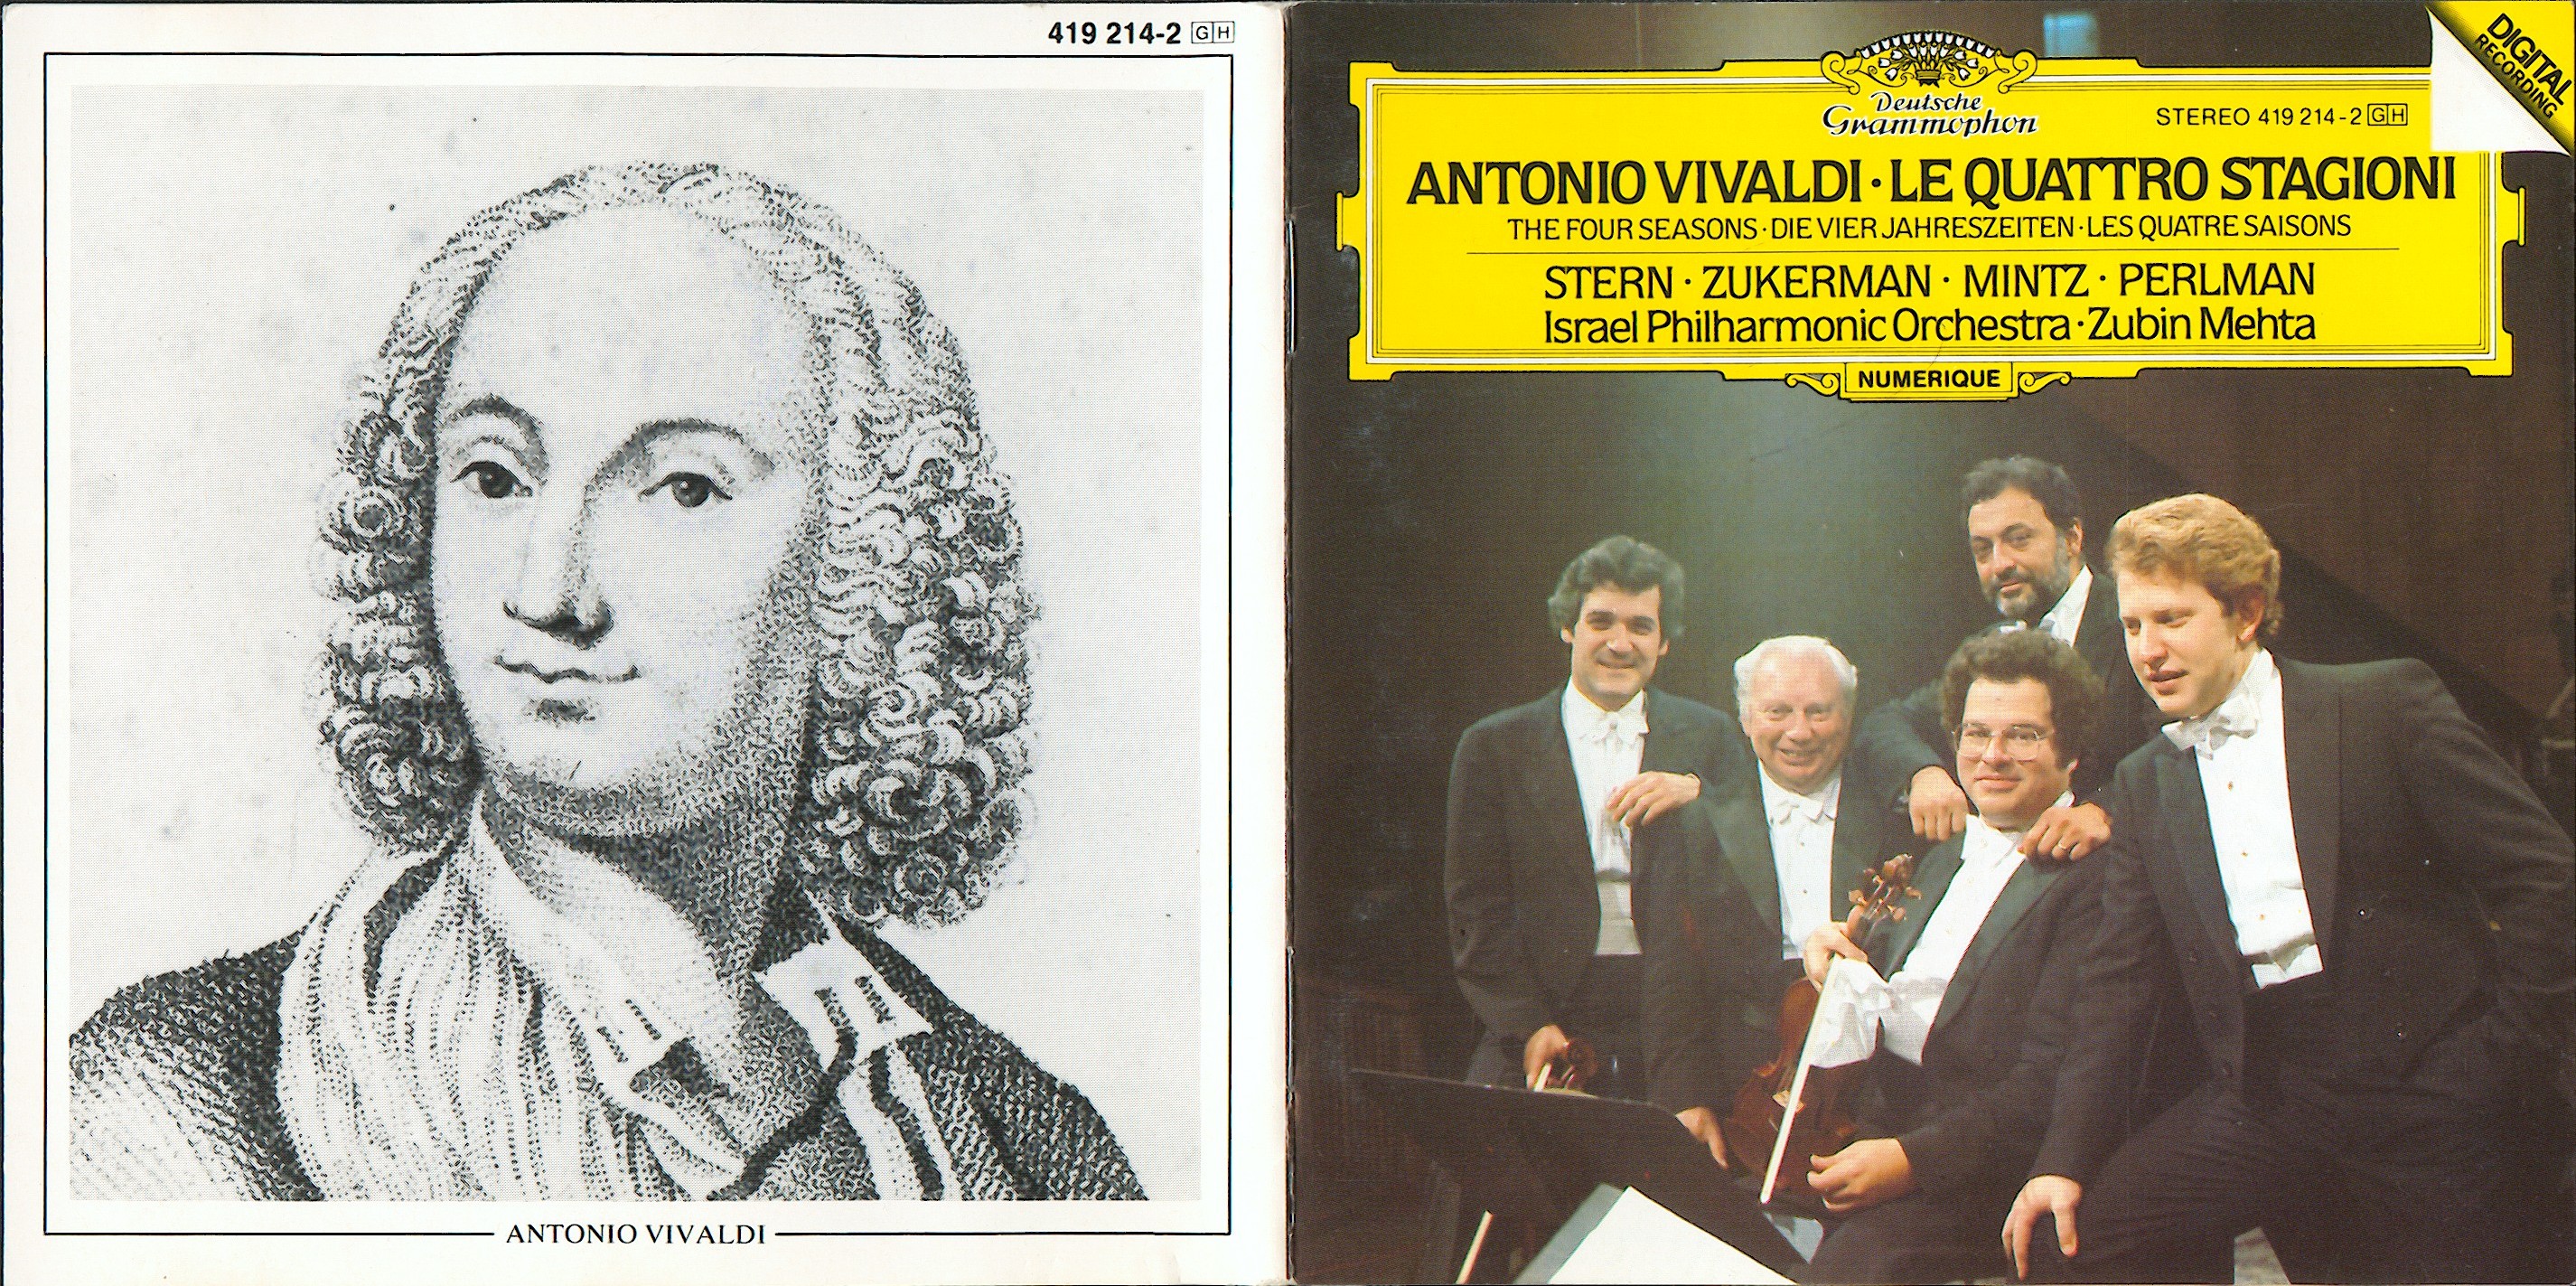 419 214-2 GH
ANTONIO VIVALDI
DIGITAL
RECORDING
Deutsche
Grammophon
STEREO 419 214-2 GH
ANTONIO VIVALDI · LE QUATTRO STAGIONI
THE FOUR SEASONS · DIE VIER JAHRESZEITEN · LES QUATRE SAISONS
STERN · ZUKERMAN · MINTZ · PERLMAN
Israel Philharmonic Orchestra · Zubin Mehta
NUMERIQUE